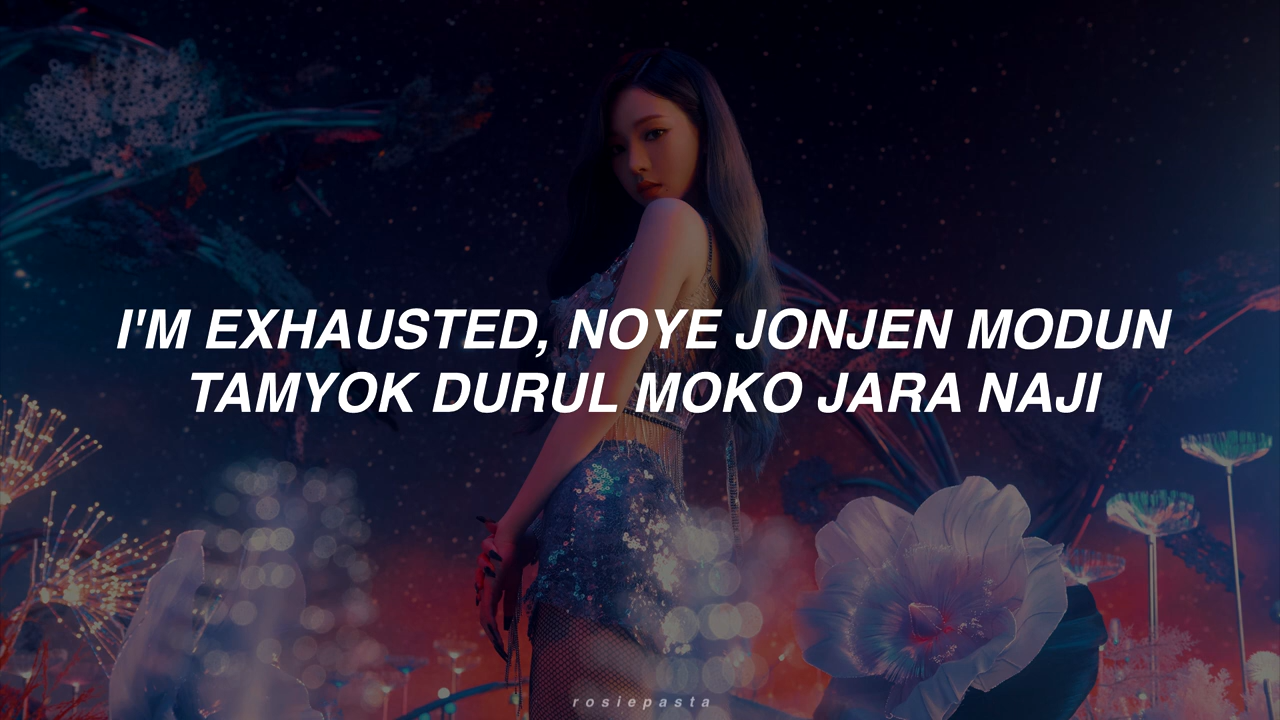 I'M EXHAUSTED, NOYE JONJEN MODUN
TAMYOK DURUL MOKO JARA NAJI
rosiepasta